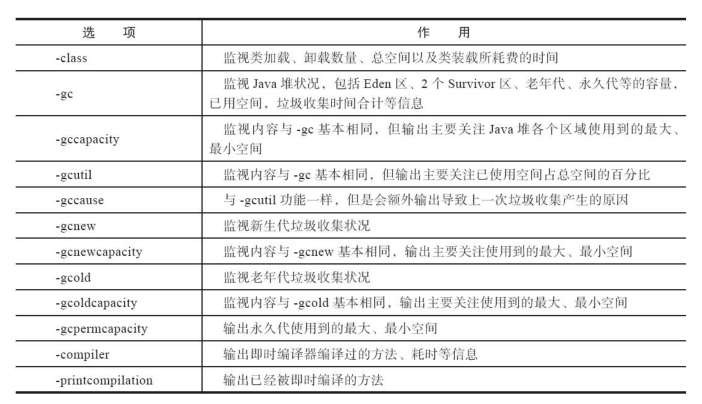 选 项 作 用
-class 监视类加载、卸载数量、总空间以及类装载所耗费的时间
-gc 监视 Java 堆状况，包括 Eden 区、2 个 Survivor 区、老年代、永久代等的容量，
已用空间，垃圾收集时间合计等信息
-gccapacity 监视内容与 -gc 基本相同，但输出主要关注 Java 堆各个区域使用到的最大、
最小空间
-gcutil 监视内容与 -gc 基本相同，但输出主要关注已使用空间占总空间的百分比
-gccause 与 -gcutil 功能一样，但是会额外输出导致上一次垃圾收集产生的原因
-gcnew 监视新生代垃圾收集状况
-gcnewcapacity 监视内容与 -gcnew 基本相同，输出主要关注使用到的最大、最小空间
-gcold 监视老年代垃圾收集状况
-gcoldcapacity 监视内容与 -gcold 基本相同，输出主要关注使用到的最大、最小空间
-gcpermcapacity 输出永久代使用到的最大、最小空间
-compiler 输出即时编译器编译过的方法、耗时等信息
-printcompilation 输出已经被即时编译的方法